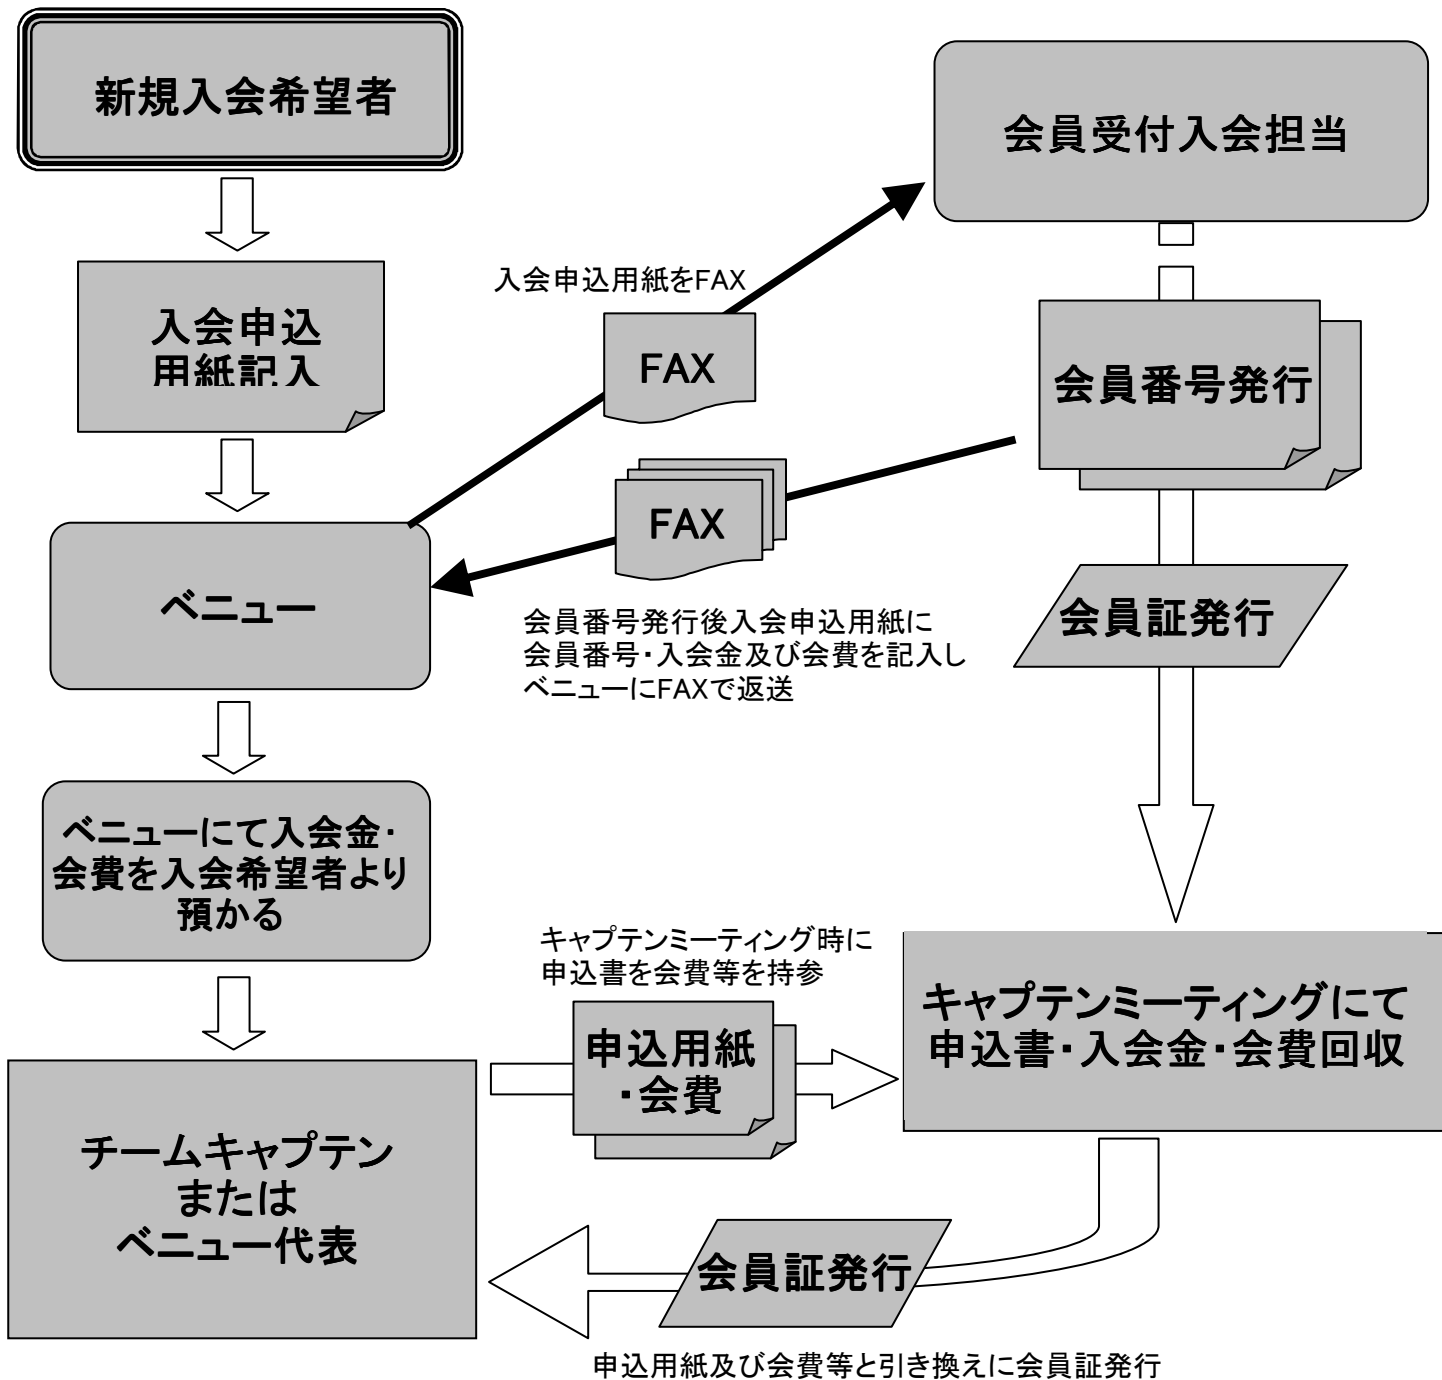 新規入会希望者
会員受付入会担当
入会申込用紙をFAX
入会申込
用紙記入
FAX
会員番号発行
FAX
ベニュー
会員番号発行後入会申込用紙に
会員番号・入会金及び会費を記入し
ベニューにFAXで返送
会員証発行
ベニューにて入会金・
会費を入会希望者より
預かる
キャプテンミーティング時に
申込書を会費等を持参
キャプテンミーティングにて
申込書・入会金・会費回収
申込用紙
・会費
チームキャプテン
または
ベニュー代表
会員証発行
申込用紙及び会費等と引き換えに会員証発行